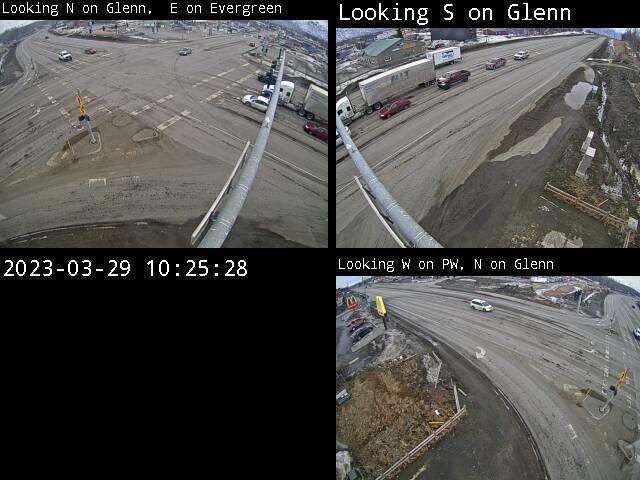 Looking N on Glenn,  E on Evergreen
Looking S on Glenn
2023-03-29 10:25:28
Looking W on PW, N on Glenn